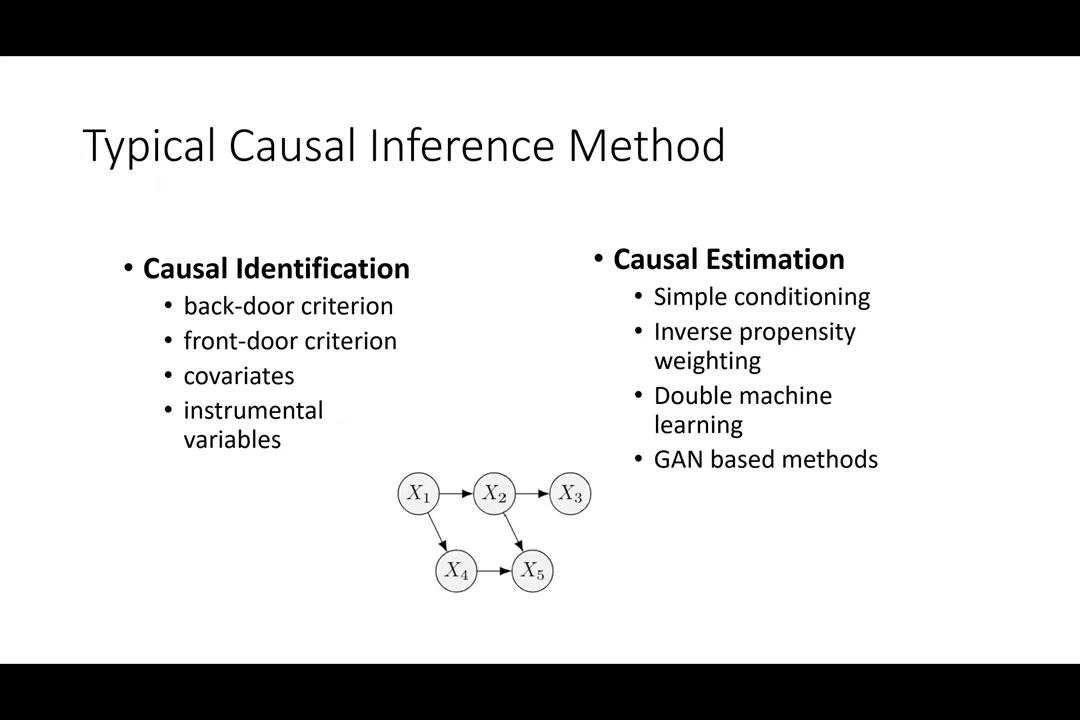 Typical Causal Inference Method
• Causal Identification
• back-door criterion
• front-door criterion
• covariates
• instrumental
variables
• Causal Estimation
• Simple conditioning
• Inverse propensity
weighting
• Double machine
learning
• GAN based methods
X₁ X₂ X₃
X₄ X₅